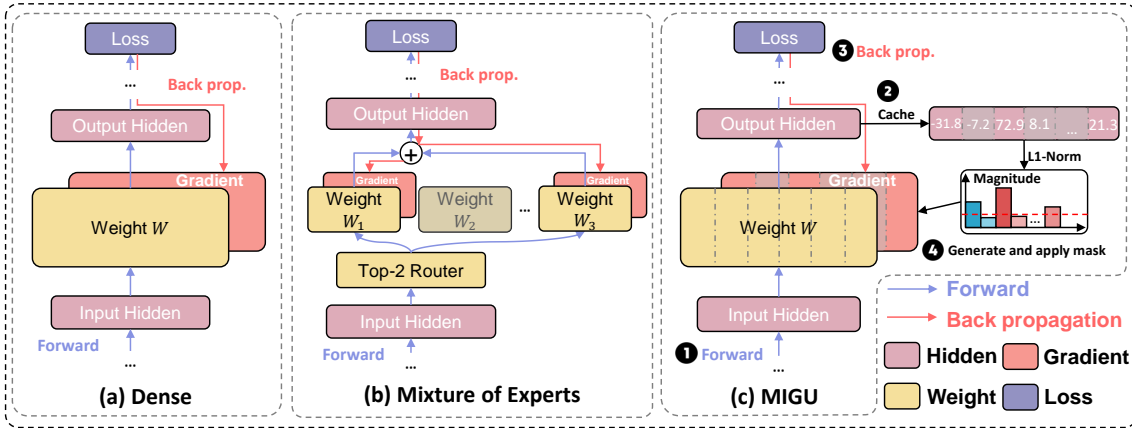 Loss
...
Back prop.
Output Hidden
Gradient
Weight W
Input Hidden
Forward
...
(a) Dense
Loss
...
Back prop.
Output Hidden
+
Gradient
Gradient
Weight
W₁
Weight
W₂
...
Weight
W₃
Top-2 Router
Input Hidden
Forward
...
(b) Mixture of Experts
Loss
3 Back prop.
...
2
Cache
Output Hidden
-31.8 -7.2 72.9 8.1 ... 21.3
L1-Norm
Gradient
Magnitude
...
Weight W
4 Generate and apply mask
Input Hidden
1 Forward
...
(c) MIGU
Forward
Back propagation
Hidden
Gradient
Weight
Loss